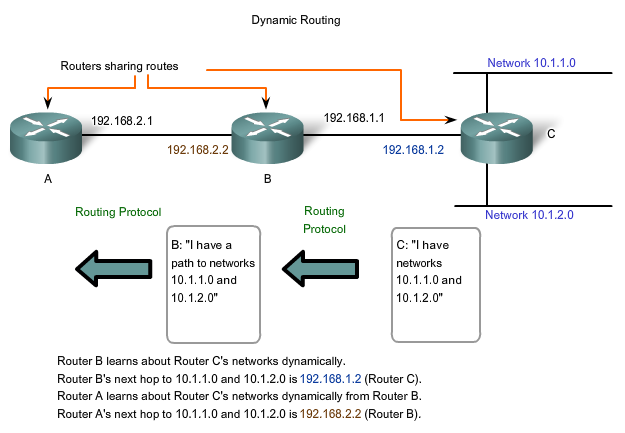 Dynamic Routing
Network 10.1.1.0
Routers sharing routes
192.168.2.1
192.168.1.1
C
192.168.2.2
192.168.1.2
A
B
Network 10.1.2.0
Routing Protocol
Routing
Protocol
B: "I have a
path to networks
10.1.1.0 and
10.1.2.0"
C: "I have
networks
10.1.1.0 and
10.1.2.0"
Router B learns about Router C's networks dynamically.
Router B's next hop to 10.1.1.0 and 10.1.2.0 is 192.168.1.2 (Router C).
Router A learns about Router C's networks dynamically from Router B.
Router A's next hop to 10.1.1.0 and 10.1.2.0 is 192.168.2.2 (Router B).